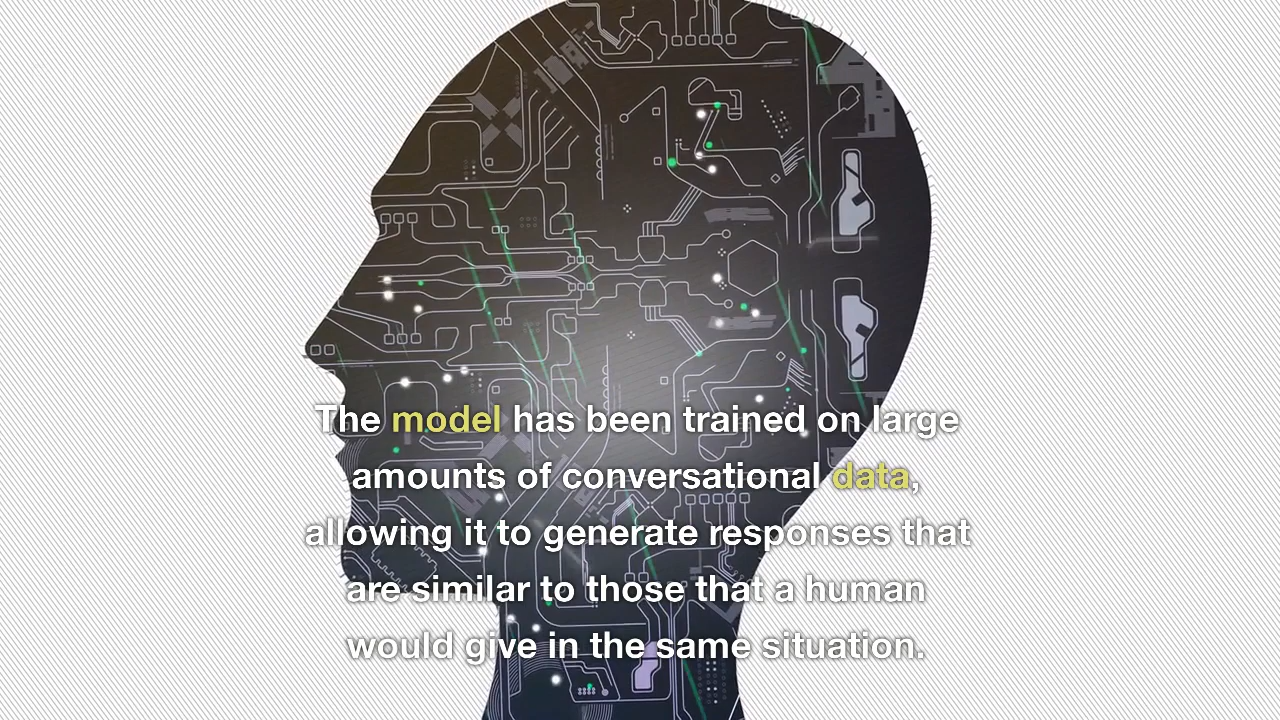 The model has been trained on large
amounts of conversational data,
allowing it to generate responses that
are similar to those that a human
would give in the same situation.